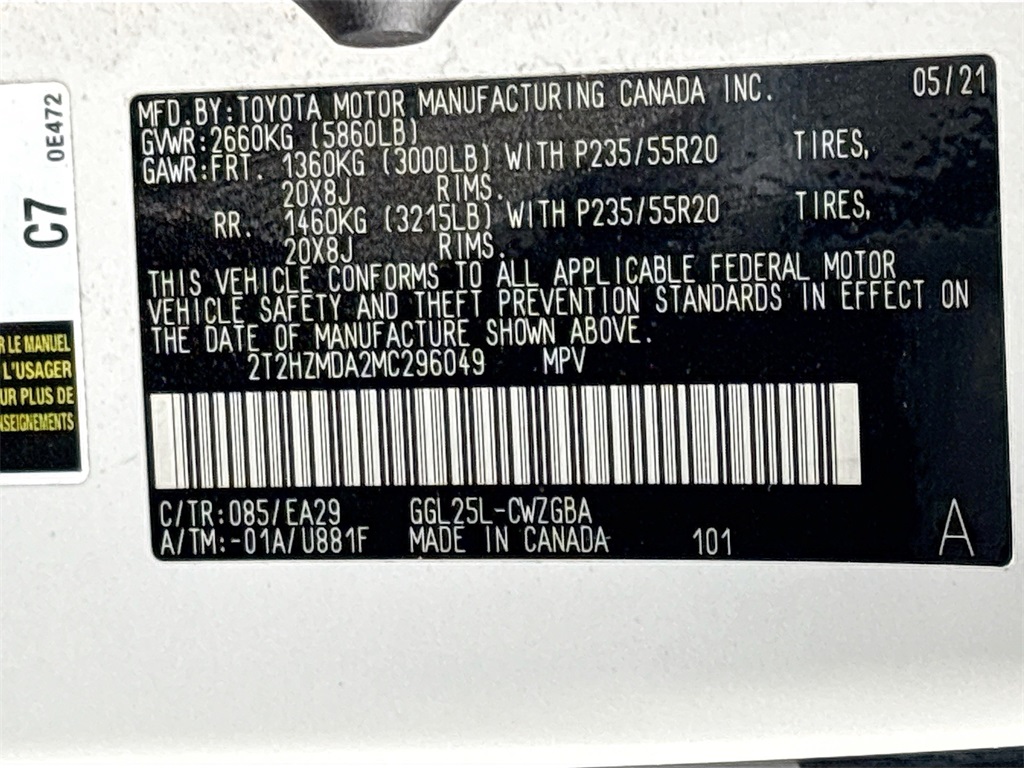 MFD.BY:TOYOTA MOTOR MANUFACTURING CANADA INC. 05/21
GVWR:2660KG (5860LB)
GAWR:FRT. 1360KG (3000LB) WITH P235/55R20 TIRES,
20X8J RIMS.
RR. 1460KG (3215LB) WITH P235/55R20 TIRES,
20X8J RIMS.
THIS VEHICLE CONFORMS TO ALL APPLICABLE FEDERAL MOTOR
VEHICLE SAFETY AND THEFT PREVENTION STANDARDS IN EFFECT ON
THE DATE OF MANUFACTURE SHOWN ABOVE.
2T2HZMDA2MC296049 MPV
C/TR:085/EA29 GGL25L-CWZGBA
A/TM:-01A/U881F MADE IN CANADA 101 A
C7 0E472
LE MANUEL
L'USAGER
PLUS DE